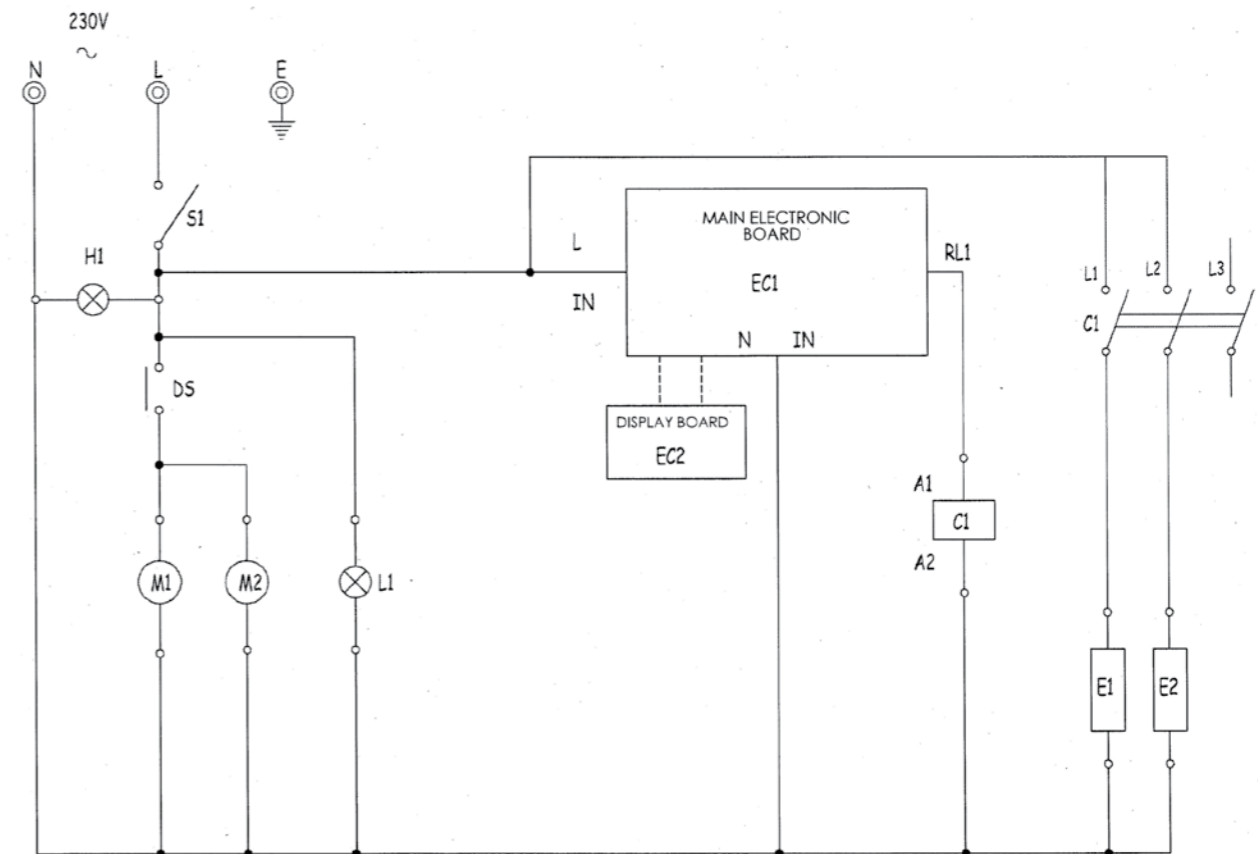 230V
~
N
L
E
S1
H1
L
IN
MAIN ELECTRONIC
BOARD
EC1
N IN
RL1
L1
L2
L3
C1
DS
DISPLAY BOARD
EC2
A1
C1
A2
M1
M2
L1
E1
E2